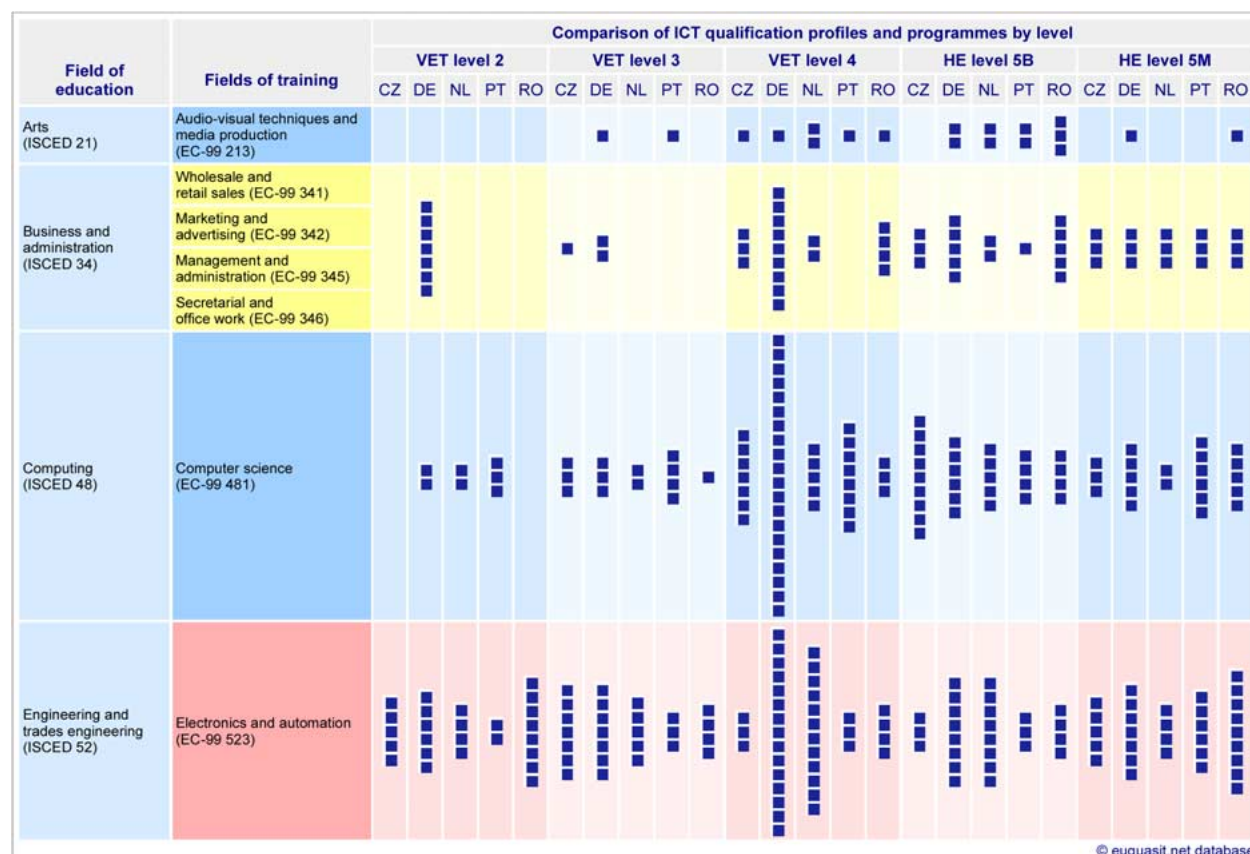 Comparison of ICT qualification profiles and programmes by level
Field of
education
Fields of training
VET level 2
VET level 3
VET level 4
HE level 5B
HE level 5M
CZ DE NL PT RO CZ DE NL PT RO CZ DE NL PT RO CZ DE NL PT RO CZ DE NL PT RO
Arts
(ISCED 21)
Audio-visual techniques and
media production
(EC-99 213)
Business and
administration
(ISCED 34)
Wholesale and
retail sales (EC-99 341)
Marketing and
advertising (EC-99 342)
Management and
administration (EC-99 345)
Secretarial and
office work (EC-99 346)
Computing
(ISCED 48)
Computer science
(EC-99 481)
Engineering and
trades engineering
(ISCED 52)
Electronics and automation
(EC-99 523)
© euquasit.net database